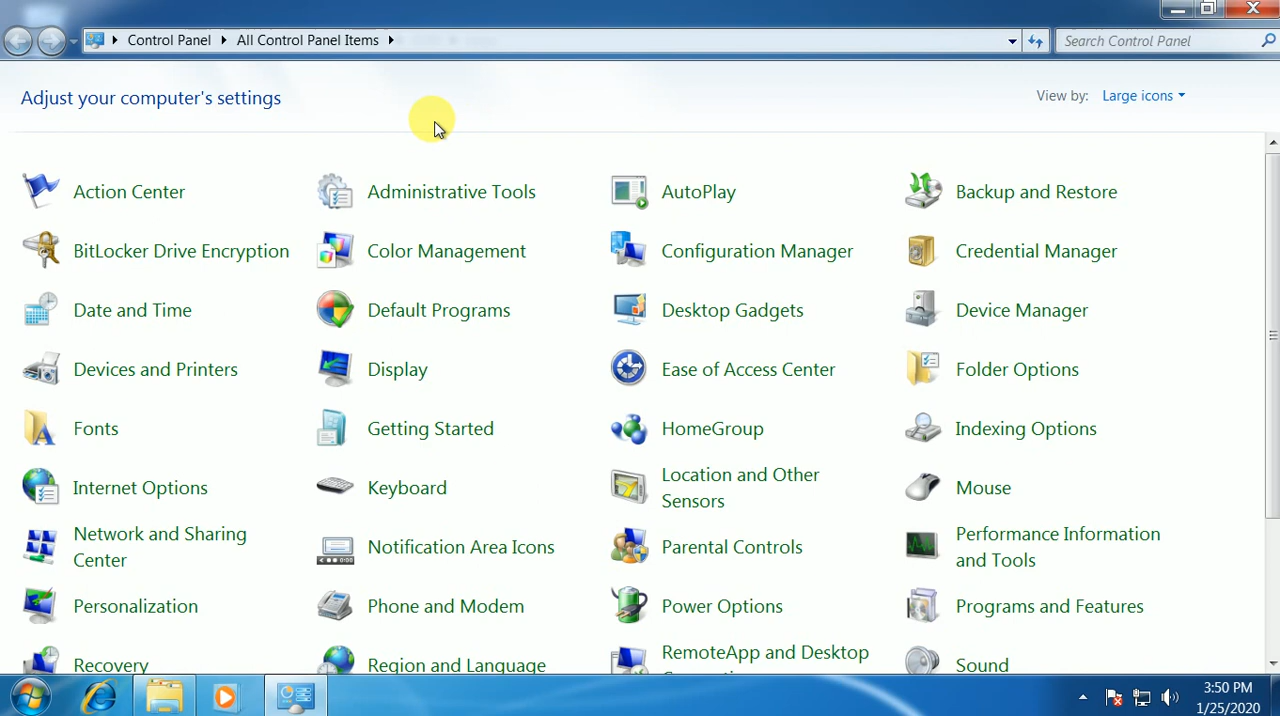 Control Panel
All Control Panel Items
Search Control Panel
Adjust your computer's settings
View by: Large icons
Action Center
Administrative Tools
AutoPlay
Backup and Restore
BitLocker Drive Encryption
Color Management
Configuration Manager
Credential Manager
Date and Time
Default Programs
Desktop Gadgets
Device Manager
Devices and Printers
Display
Ease of Access Center
Folder Options
Fonts
Getting Started
HomeGroup
Indexing Options
Internet Options
Keyboard
Location and Other
Sensors
Mouse
Network and Sharing
Center
Notification Area Icons
Parental Controls
Performance Information
and Tools
Personalization
Phone and Modem
Power Options
Programs and Features
Recovery
Region and Language
RemoteApp and Desktop
Sound
3:50 PM
1/25/2020